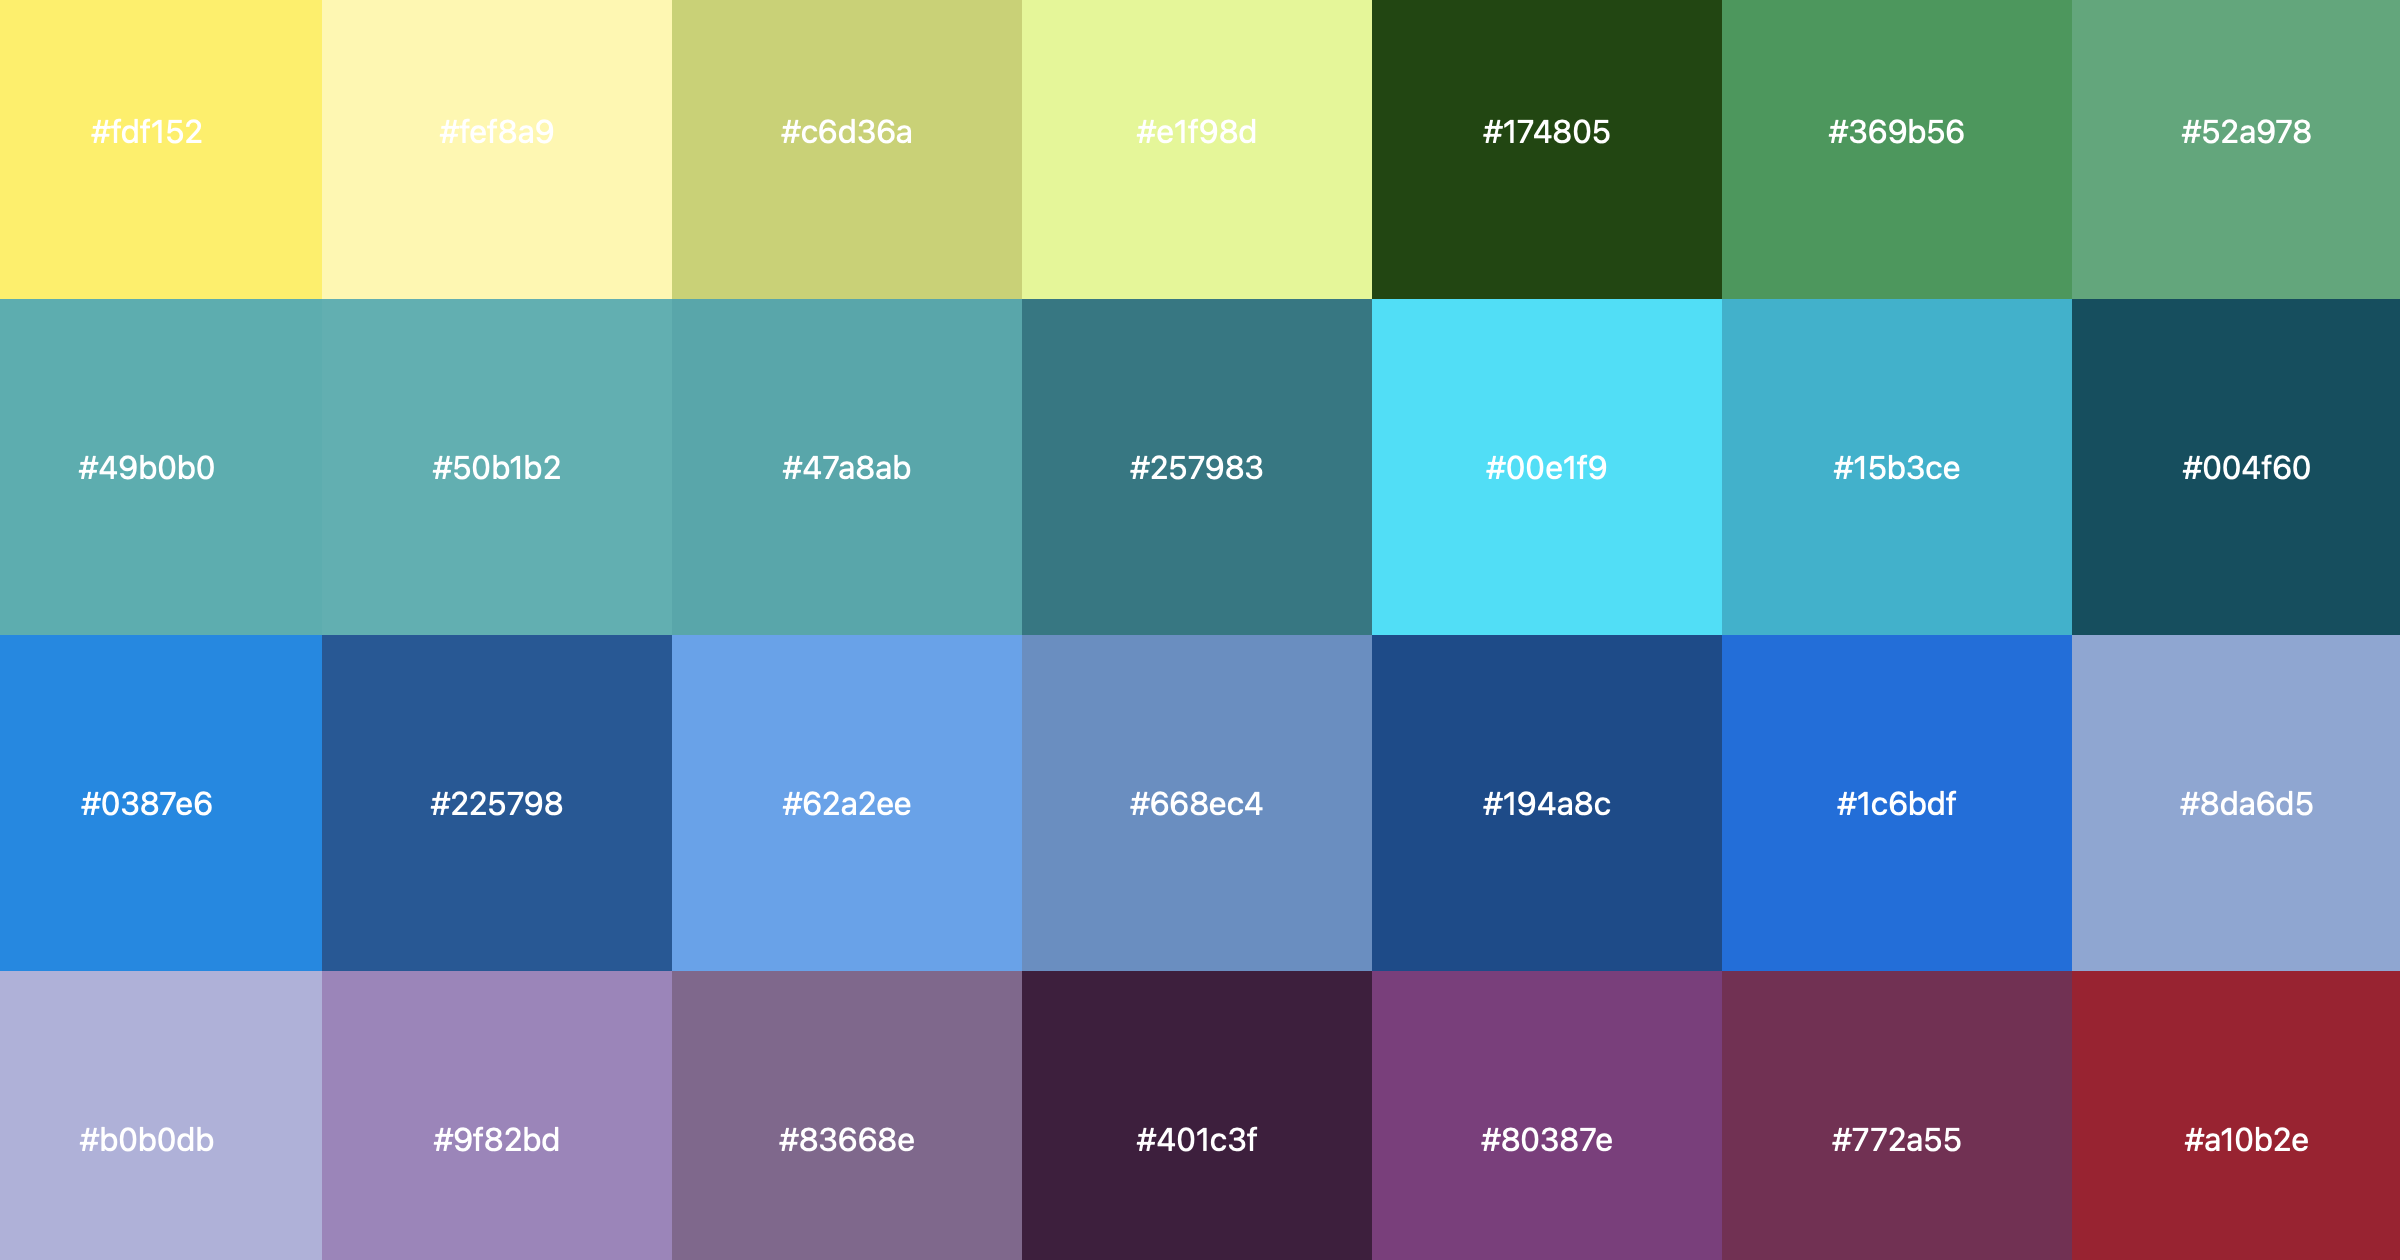 #fdf152 #fef8a9 #c6d36a #e1f98d #174805 #369b56 #52a978
#49b0b0 #50b1b2 #47a8ab #257983 #00e1f9 #15b3ce #004f60
#0387e6 #225798 #62a2ee #668ec4 #194a8c #1c6bdf #8da6d5
#b0b0db #9f82bd #83668e #401c3f #80387e #772a55 #a10b2e